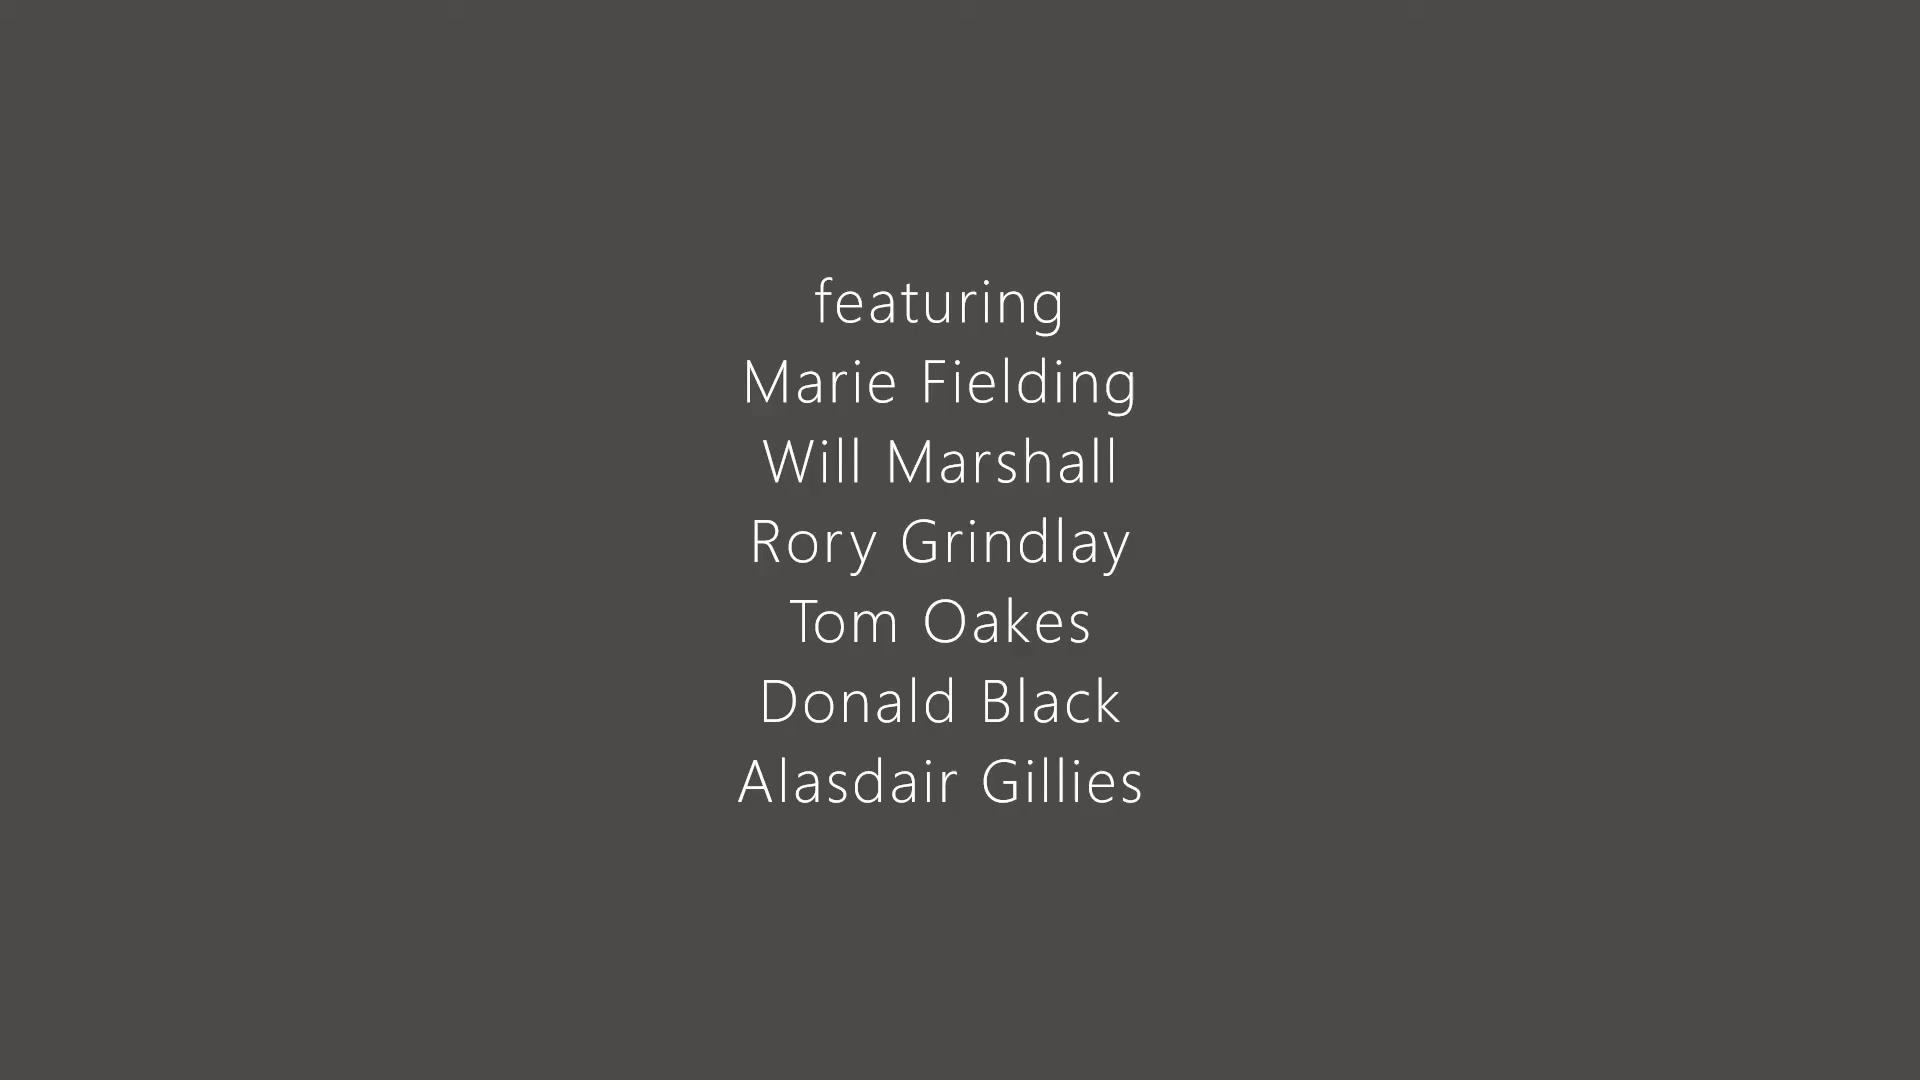 featuring
Marie Fielding
Will Marshall
Rory Grindlay
Tom Oakes
Donald Black
Alasdair Gillies